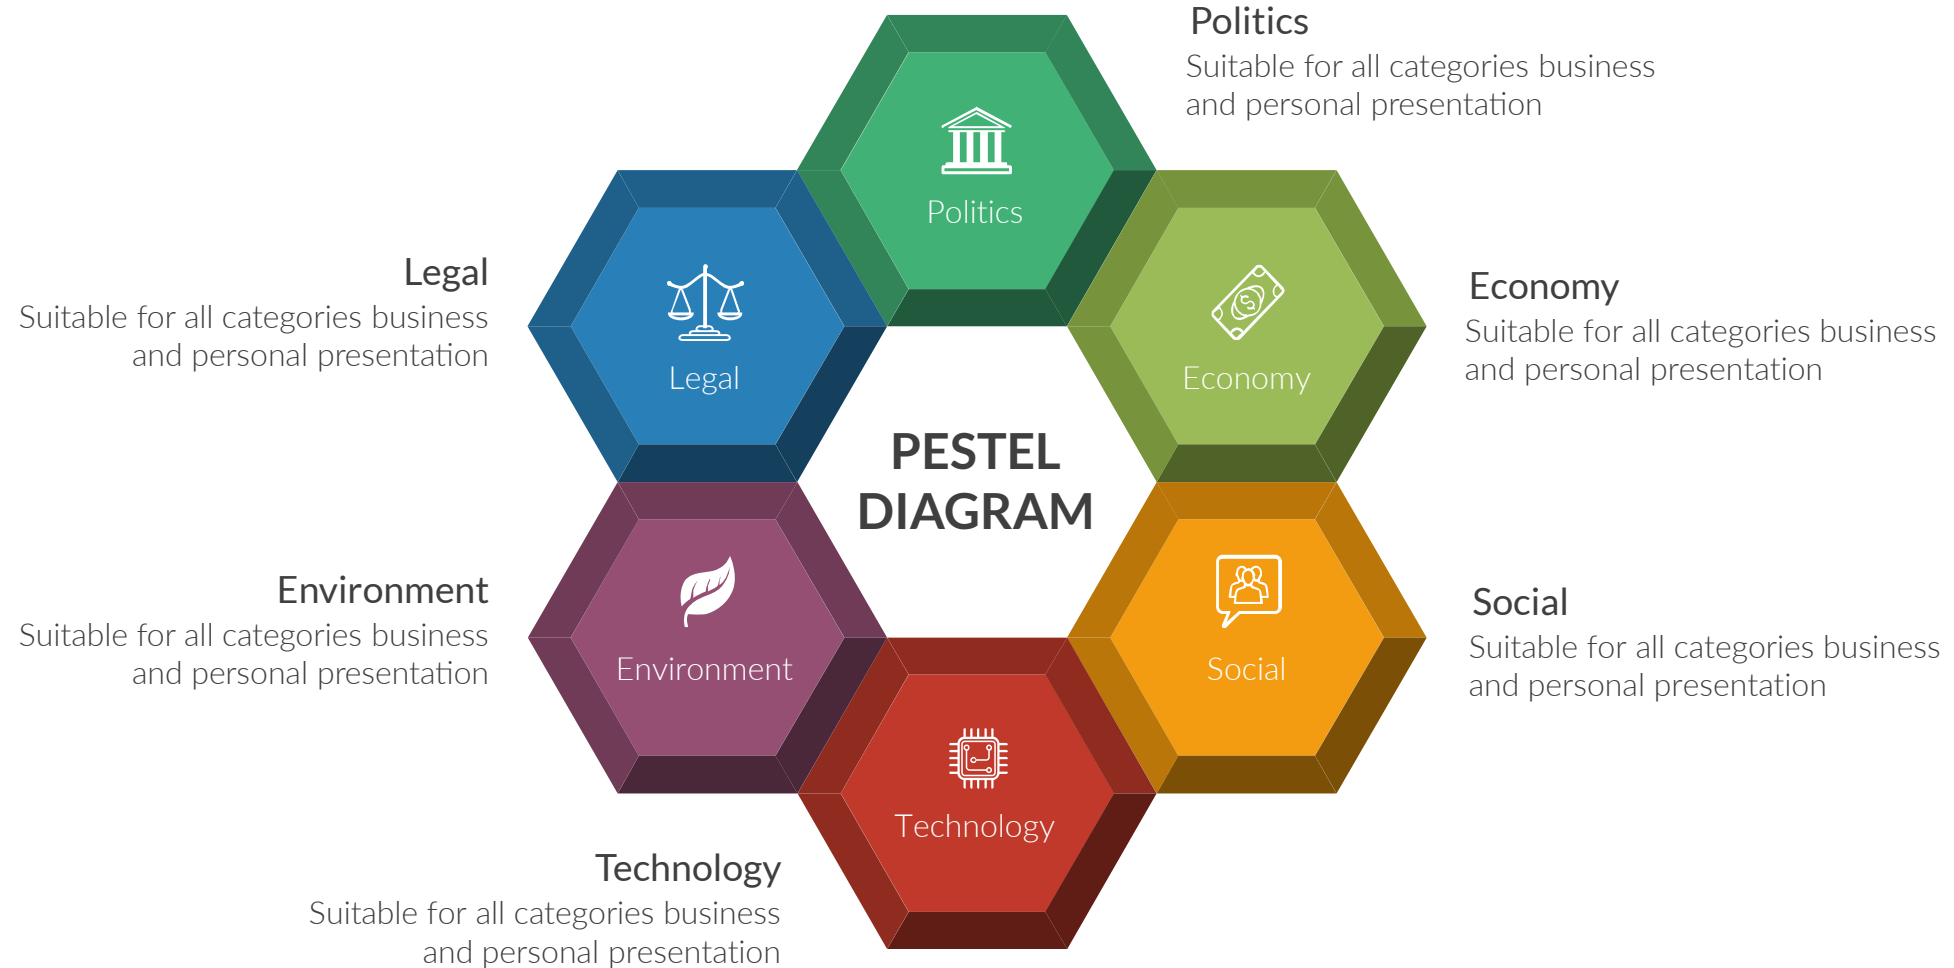 Politics
Suitable for all categories business
and personal presentation
Politics
Legal
Suitable for all categories business
and personal presentation
Legal
Economy
Economy
Suitable for all categories business
and personal presentation
PESTEL
DIAGRAM
Environment
Suitable for all categories business
and personal presentation
Environment
Social
Social
Suitable for all categories business
and personal presentation
Technology
Technology
Suitable for all categories business
and personal presentation